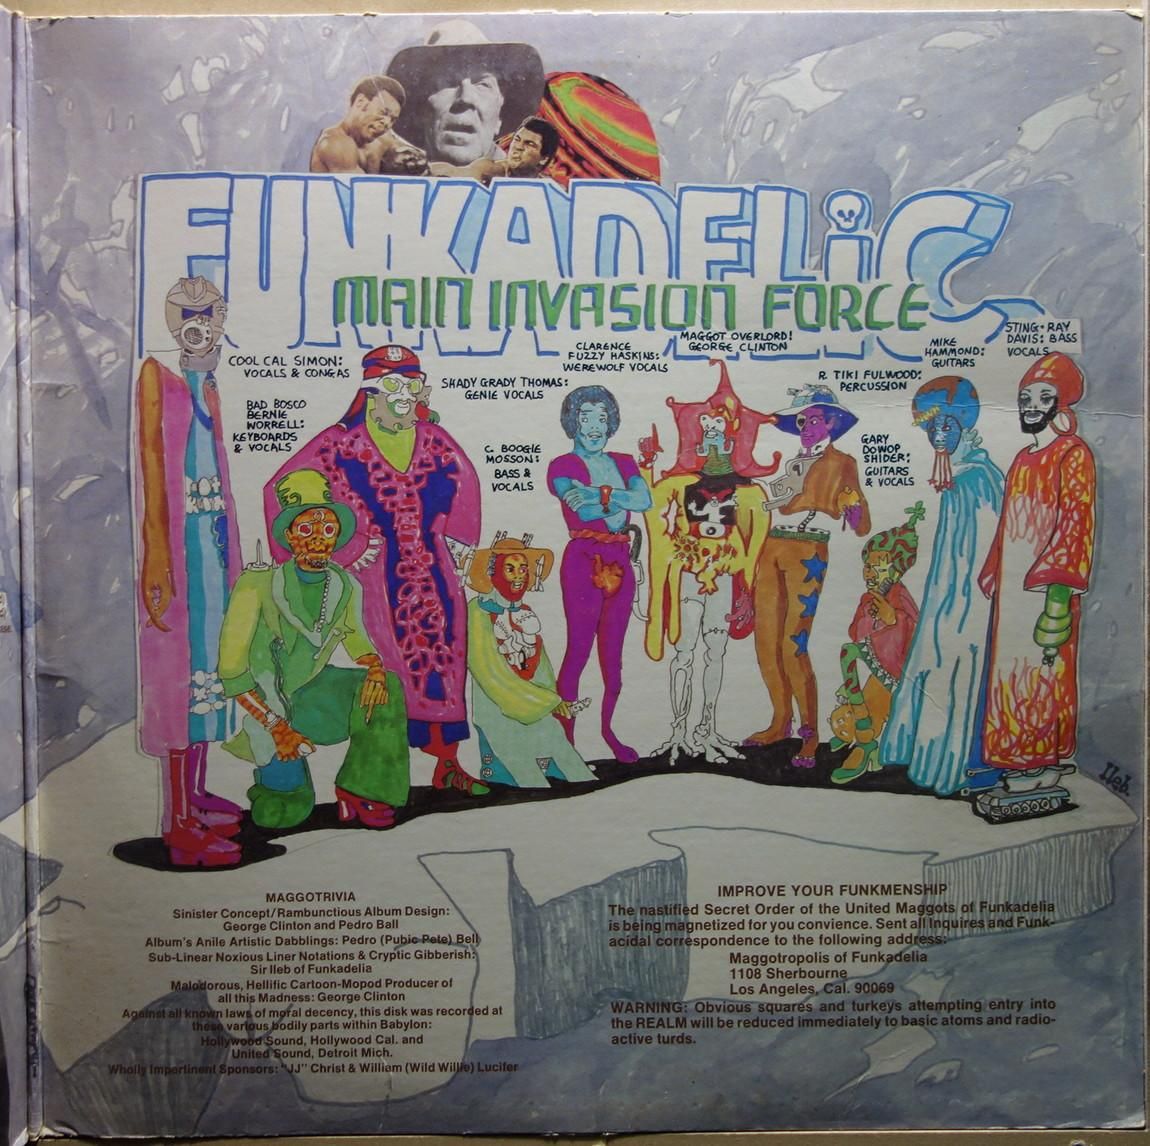 FUNKADELiC
MAIN INVASION FORCE
COOL CAL SIMON:
VOCALS & CONGAS
BAD BOSCO
BERNIE
WORRELL:
KEYBOARDS
& VOCALS
SHADY GRADY THOMAS:
GENIE VOCALS
C. BOOGIE
MOSSON:
BASS &
VOCALS
CLARENCE
FUZZY HASKINS:
WEREWOLF VOCALS
MAGGOT OVERLORD!
GEORGE CLINTON
R. TIKI FULWOOD:
PERCUSSION
GARY
DOWOP
SHIDER:
GUITARS
& VOCALS
MIKE
HAMMOND:
GUITARS
STING-RAY
DAVIS: BASS
VOCALS
MAGGOTRIVIA
Sinister Concept/Rambunctious Album Design:
George Clinton and Pedro Ball
Album's Anile Artistic Dabblings: Pedro (Pubic Pete) Bell
Sub-Linear Noxious Liner Notations & Cryptic Gibberish:
Sir lleb of Funkadelia
Malodorous, Hellific Cartoon-Mopod Producer of
all this Madness: George Clinton
Against all known laws of moral decency, this disk was recorded at
these various bodily parts within Babylon:
Hollywood Sound, Hollywood Cal. and
United Sound, Detroit Mich.
Wholly Impertinent Sponsors: "JJ" Christ & William (Wild Willie) Lucifer
IMPROVE YOUR FUNKMENSHIP
The nastified Secret Order of the United Maggots of Funkadelia
is being magnetized for you convience. Sent all Inquires and Funk-
acidal correspondence to the following address:
Maggotropolis of Funkadelia
1108 Sherbourne
Los Angeles, Cal. 90069
WARNING: Obvious squares and turkeys attempting entry into
the REALM will be reduced immediately to basic atoms and radio-
active turds.
lleb.